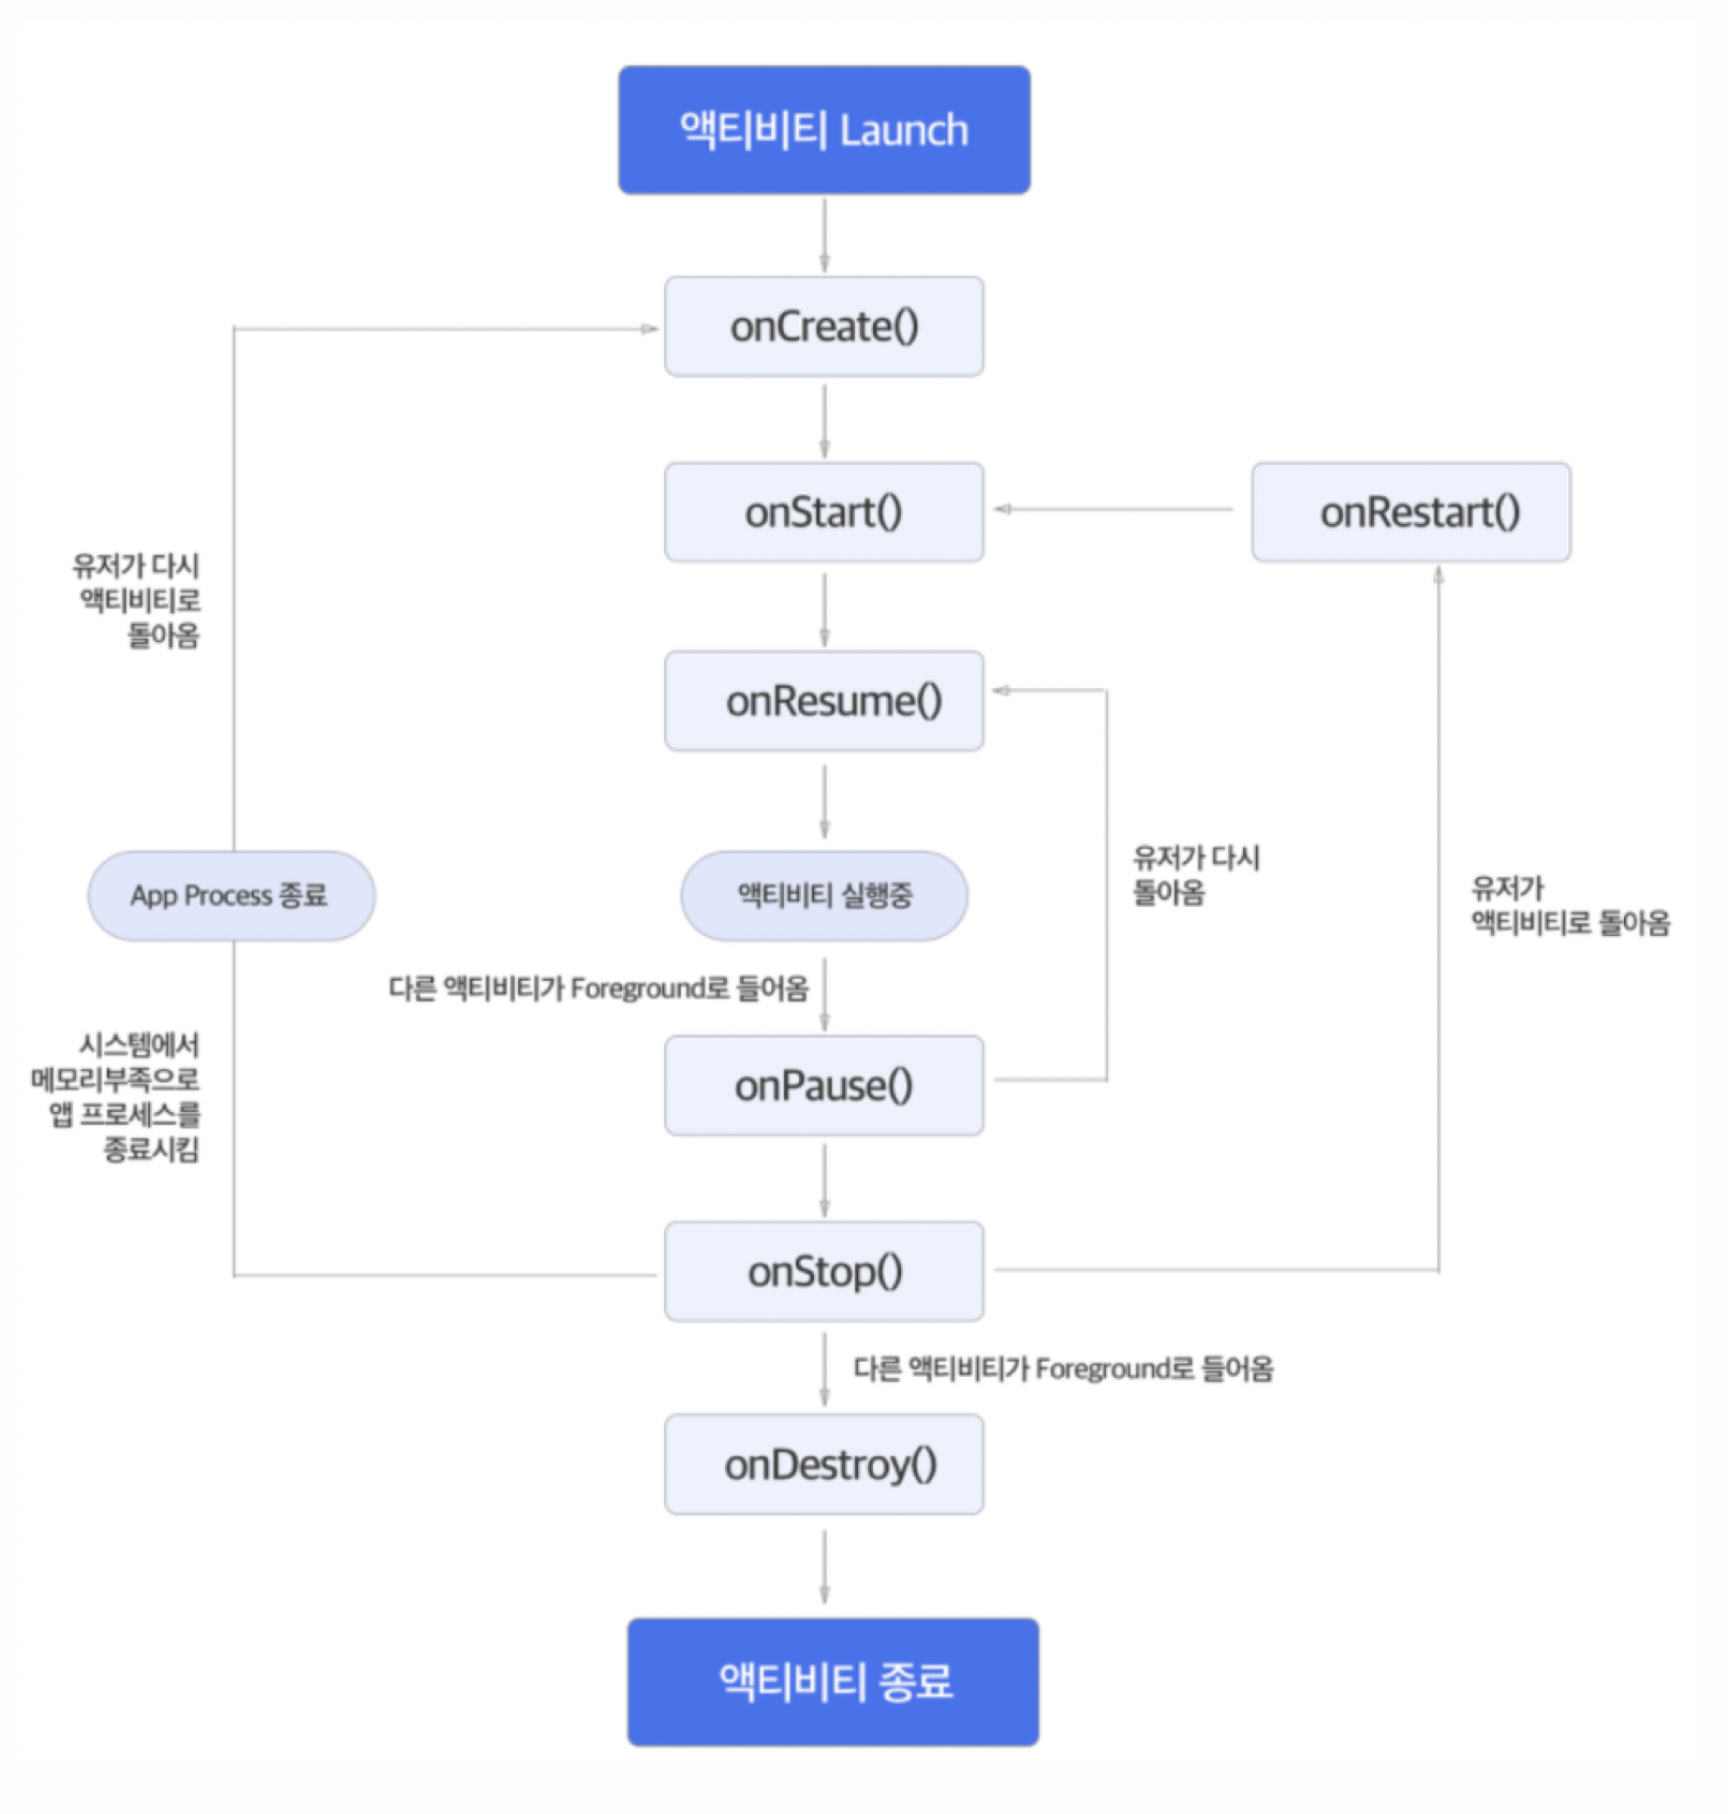 액티비티 Launch
onCreate()
onStart()
onRestart()
유저가 다시
액티비티로
돌아옴
onResume()
App Process 종료
액티비티 실행중
유저가 다시
돌아옴
유저가
액티비티로 돌아옴
다른 액티비티가 Foreground로 들어옴
시스템에서
메모리부족으로
앱 프로세스를
종료시킴
onPause()
onStop()
다른 액티비티가 Foreground로 들어옴
onDestroy()
액티비티 종료